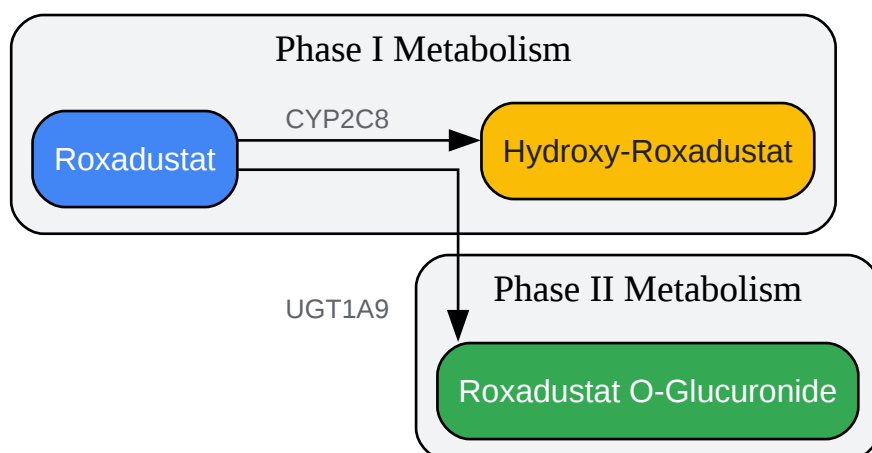 Phase I Metabolism
CYP2C8
Roxadustat
Hydroxy-Roxadustat
Phase II Metabolism
UGT1A9
Roxadustat O-Glucuronide